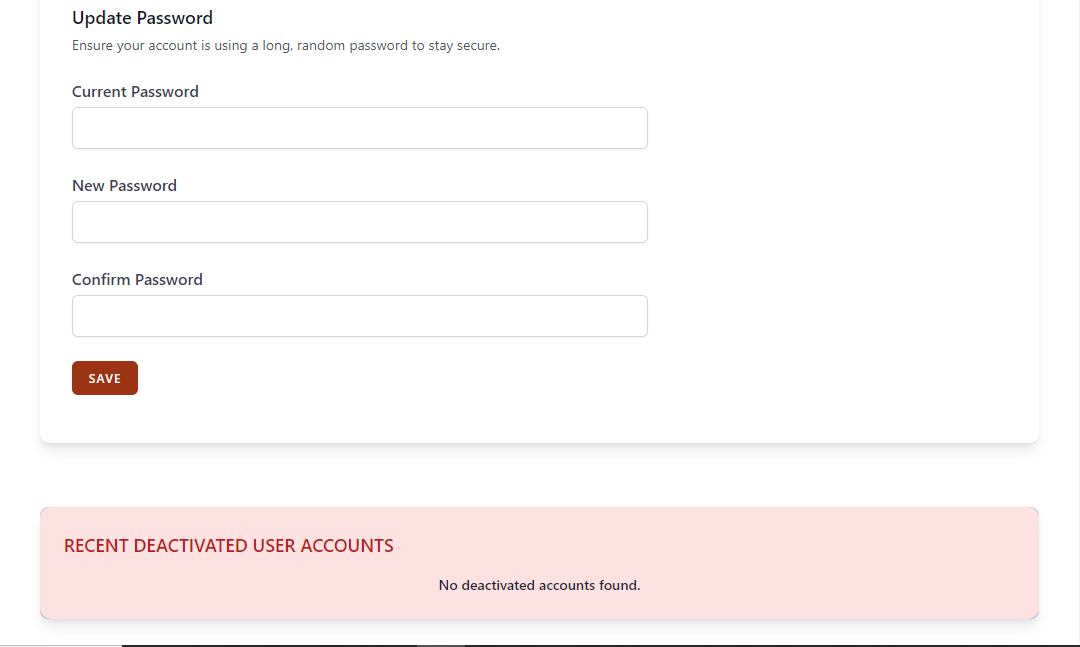 Update Password
Ensure your account is using a long, random password to stay secure.
Current Password
New Password
Confirm Password
SAVE
RECENT DEACTIVATED USER ACCOUNTS
No deactivated accounts found.